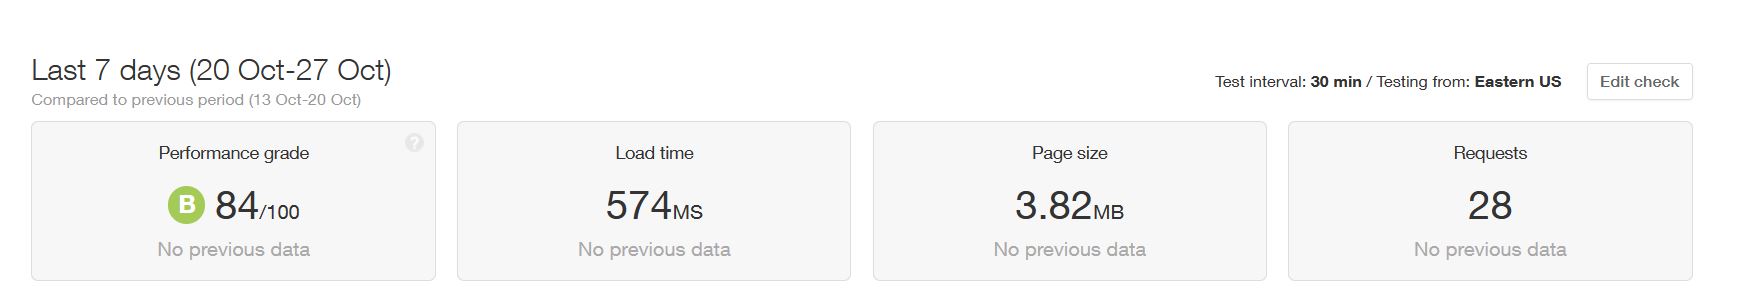 Last 7 days (20 Oct-27 Oct)
Compared to previous period (13 Oct-20 Oct)
Test interval: 30 min / Testing from: Eastern US
Edit check
Performance grade
?
B 84/100
No previous data
Load time
574MS
No previous data
Page size
3.82MB
No previous data
Requests
28
No previous data